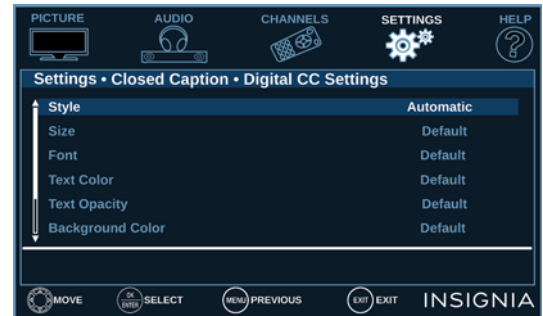 PICTURE AUDIO CHANNELS SETTINGS HELP
Settings • Closed Caption • Digital CC Settings
Style Automatic
Size Default
Font Default
Text Color Default
Text Opacity Default
Background Color Default
MOVE OK ENTER SELECT MENU PREVIOUS EXIT EXIT INSIGNIA